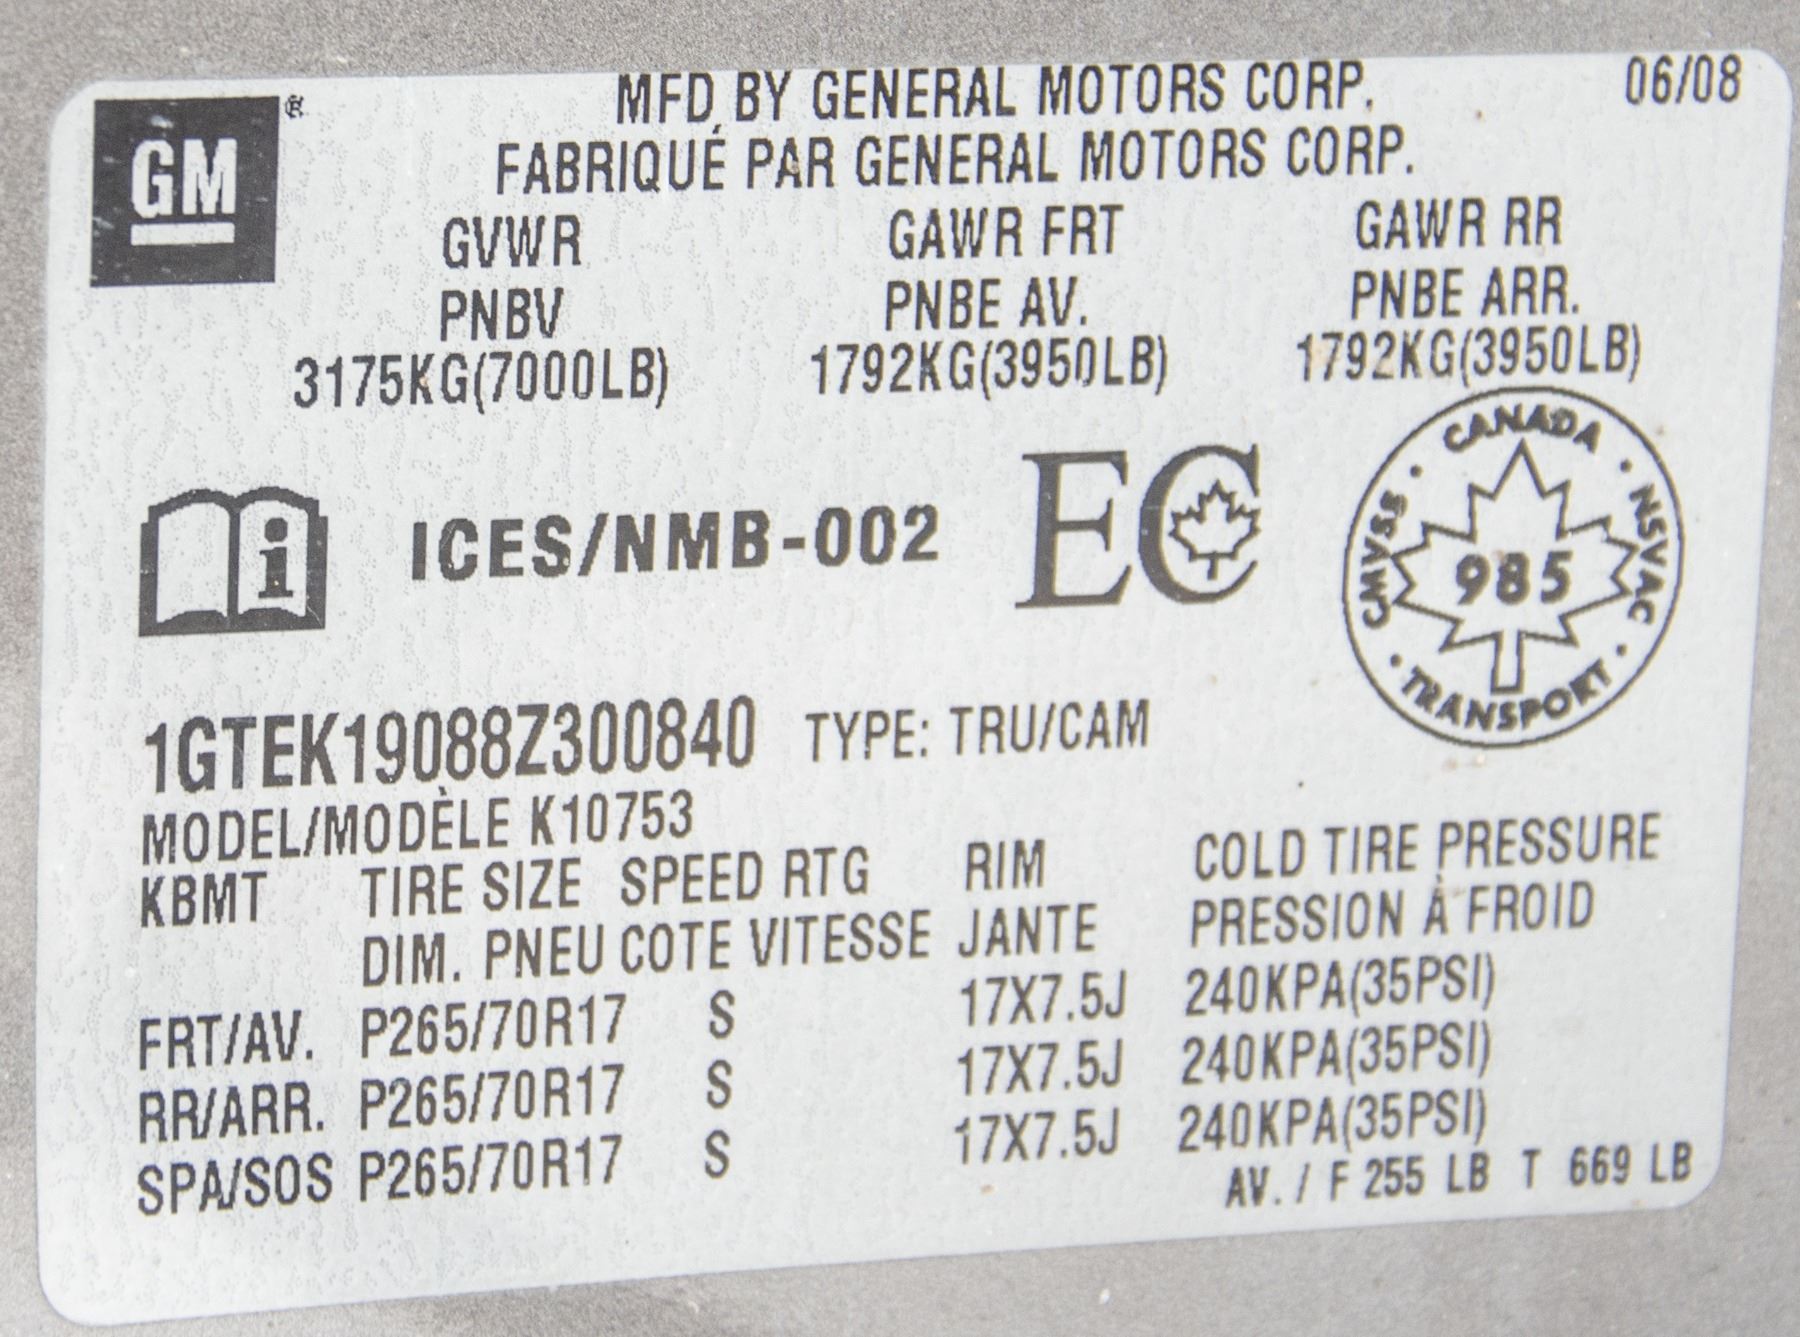 GM ®
MFD BY GENERAL MOTORS CORP. 06/08
FABRIQUÉ PAR GENERAL MOTORS CORP.
GVWR GAWR FRT GAWR RR
PNBV PNBE AV. PNBE ARR.
3175KG(7000LB) 1792KG(3950LB) 1792KG(3950LB)
i ICES/NMB-002 EC
CANADA · NSVAC · TRANSPORT · CMVSS ·
985
1GTEK19088Z300840 TYPE: TRU/CAM
MODEL/MODÈLE K10753
KBMT TIRE SIZE SPEED RTG RIM COLD TIRE PRESSURE
DIM. PNEU COTE VITESSE JANTE PRESSION À FROID
FRT/AV. P265/70R17 S 17X7.5J 240KPA(35PSI)
RR/ARR. P265/70R17 S 17X7.5J 240KPA(35PSI)
SPA/SOS P265/70R17 S 17X7.5J 240KPA(35PSI)
AV. / F 255 LB T 669 LB